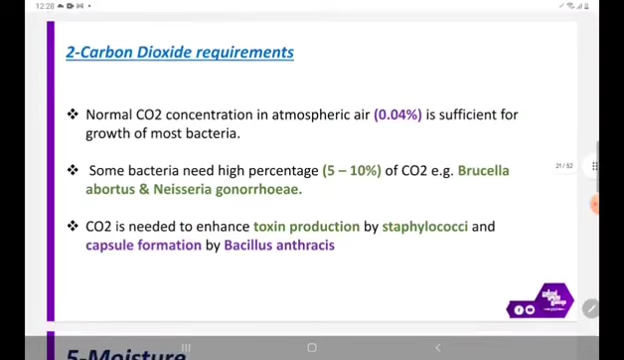 12:28
2-Carbon Dioxide requirements
❖ Normal CO2 concentration in atmospheric air (0.04%) is sufficient for
growth of most bacteria.
❖ Some bacteria need high percentage (5 – 10%) of CO2 e.g. Brucella
abortus & Neisseria gonorrhoeae.
❖ CO2 is needed to enhance toxin production by staphylococci and
capsule formation by Bacillus anthracis
21 / 52
5-Moisture